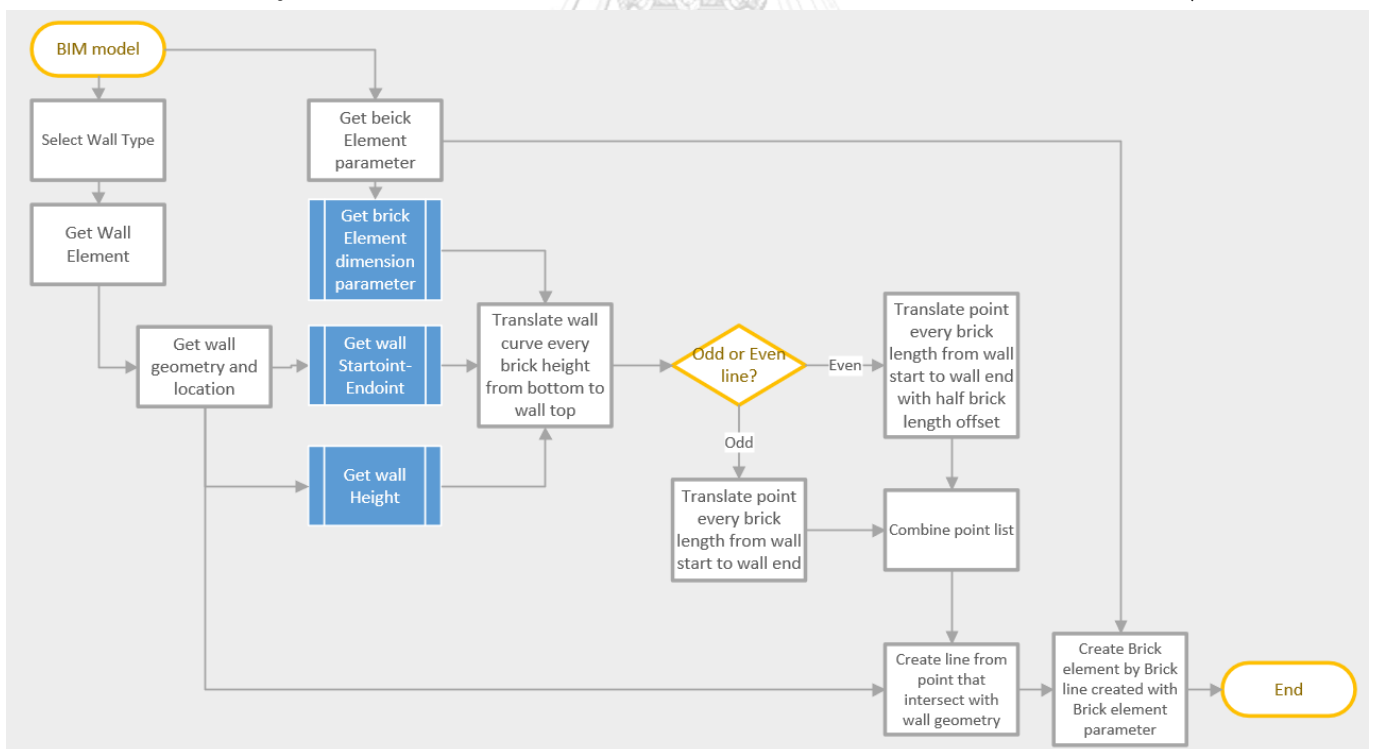 BIM model
Select Wall Type
Get Wall
Element
Get beick
Element
parameter
Get brick
Element
dimension
parameter
Get wall
geometry and
location
Get wall
Startoint-
Endoint
Get wall
Height
Translate wall
curve every
brick height
from bottom to
wall top
Odd or Even
line?
Even
Odd
Translate point
every brick
length from wall
start to wall end
with half brick
length offset
Translate point
every brick
length from wall
start to wall end
Combine point list
Create line from
point that
intersect with
wall geometry
Create Brick
element by Brick
line created with
Brick element
parameter
End